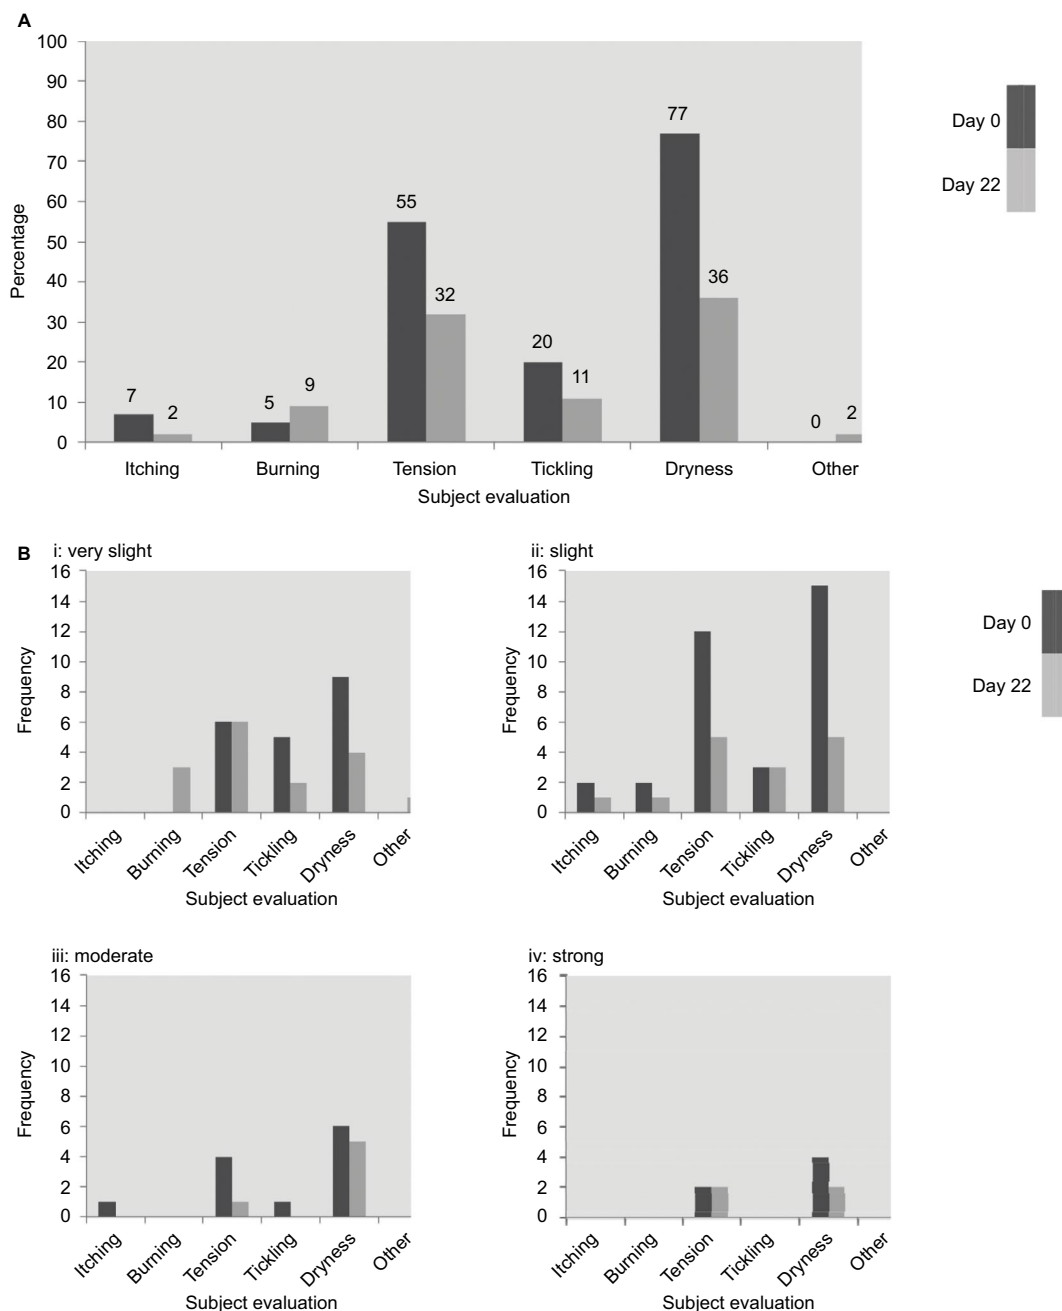 A
100
90
80
70
60
50
40
30
20
10
0
Percentage
7 2 5 9 55 32 20 11 77 36 0 2
Itching Burning Tension Tickling Dryness Other
Subject evaluation
Day 0
Day 22
B
i: very slight
16
14
12
10
8
6
4
2
0
Frequency
Itching Burning Tension Tickling Dryness Other
Subject evaluation
ii: slight
16
14
12
10
8
6
4
2
0
Frequency
Itching Burning Tension Tickling Dryness Other
Subject evaluation
Day 0
Day 22
iii: moderate
16
14
12
10
8
6
4
2
0
Frequency
Itching Burning Tension Tickling Dryness Other
Subject evaluation
iv: strong
16
14
12
10
8
6
4
2
0
Frequency
Itching Burning Tension Tickling Dryness Other
Subject evaluation